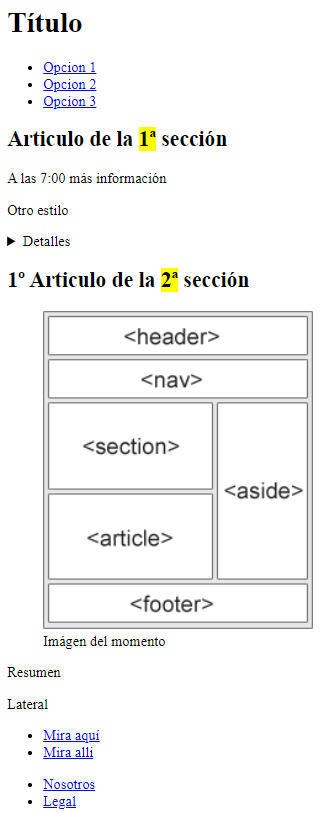 Título
Opcion 1
Opcion 2
Opcion 3
Articulo de la 1ª sección
A las 7:00 más información
Otro estilo
Detalles
1º Articulo de la 2ª sección
<header>
<nav>
<section>
<aside>
<article>
<footer>
Imágen del momento
Resumen
Lateral
Mira aquí
Mira allí
Nosotros
Legal